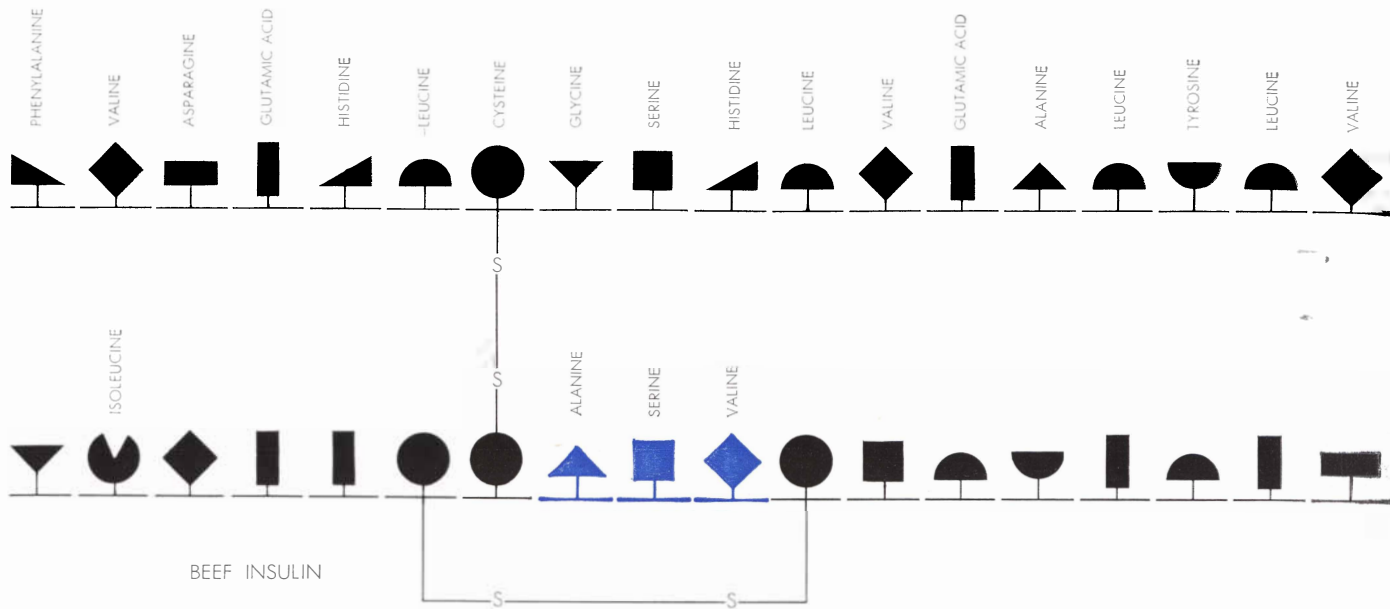 PHENYLALANINE
VALINE
ASPARAGINE
GLUTAMIC ACID
HISTIDINE
-LEUCINE
CYSTEINE
GLYCINE
SERINE
HISTIDINE
LEUCINE
VALINE
GLUTAMIC ACID
ALANINE
LEUCINE
TYROSINE
LEUCINE
VALINE
S
S
ISOLEUCINE
ALANINE
SERINE
VALINE
BEEF INSULIN
S
S